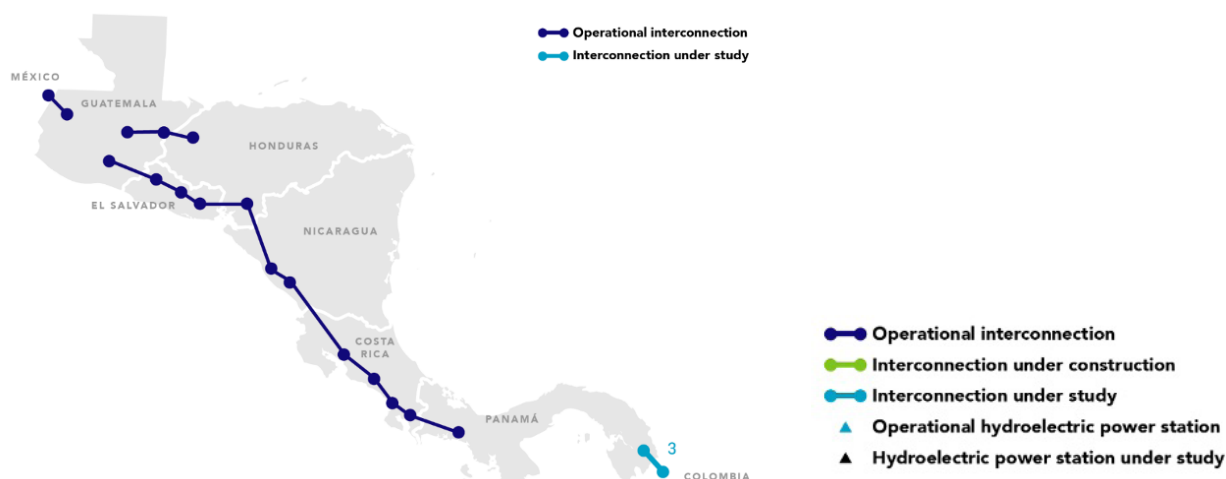 Operational interconnection
Interconnection under study
MÉXICO
GUATEMALA
HONDURAS
EL SALVADOR
NICARAGUA
COSTA
RICA
PANAMÁ
3
COLOMBIA
Operational interconnection
Interconnection under construction
Interconnection under study
Operational hydroelectric power station
Hydroelectric power station under study